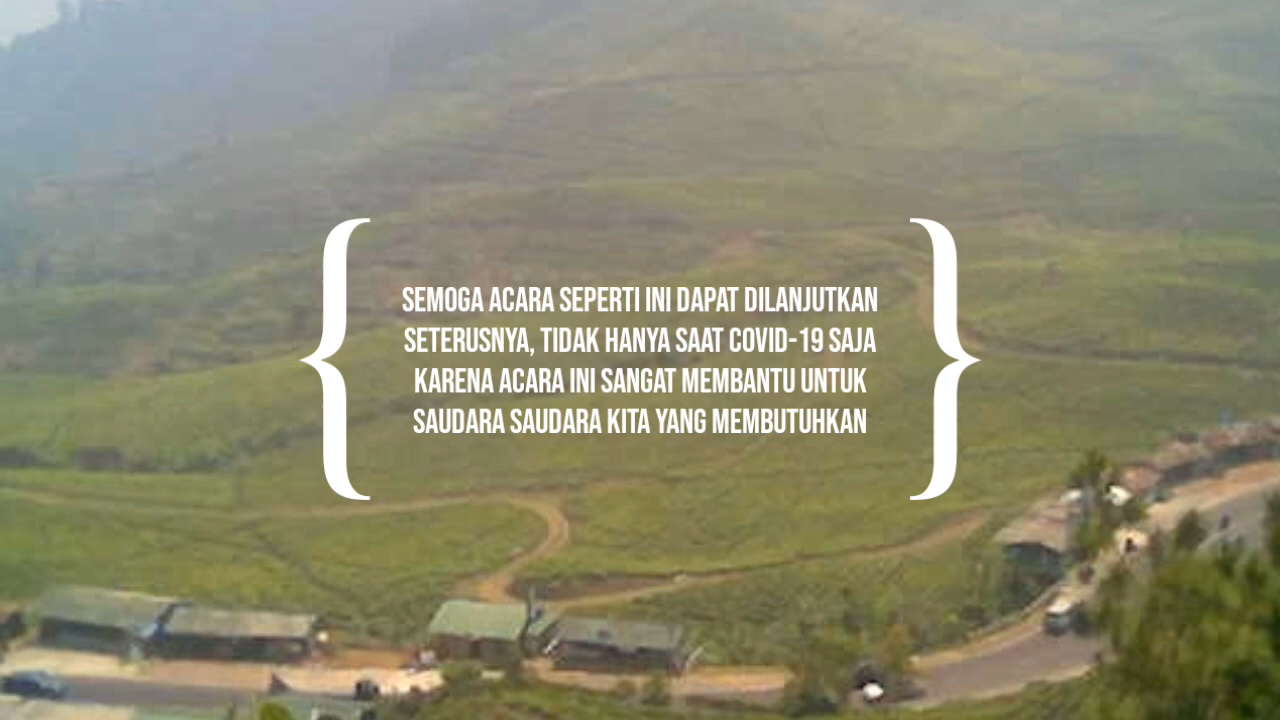 SEMOGA ACARA SEPERTI INI DAPAT DILANJUTKAN
SETERUSNYA, TIDAK HANYA SAAT COVID-19 SAJA
KARENA ACARA INI SANGAT MEMBANTU UNTUK
SAUDARA SAUDARA KITA YANG MEMBUTUHKAN